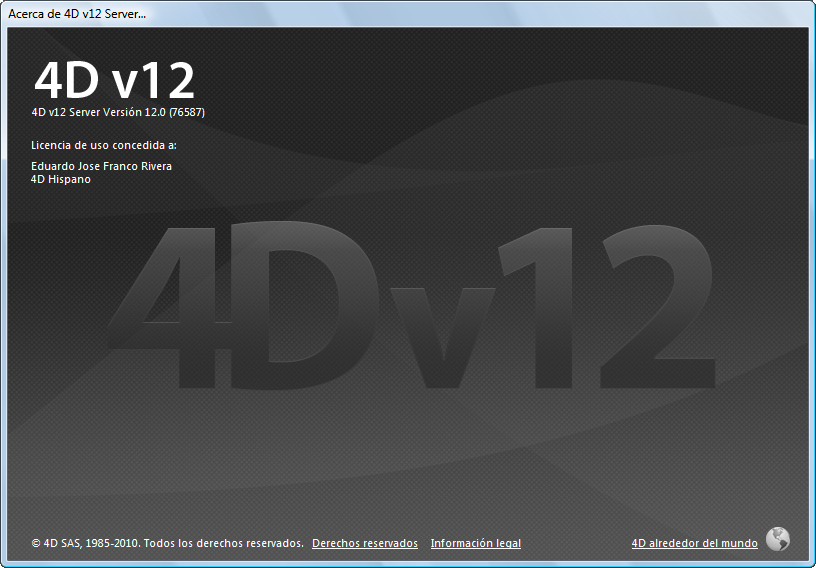 Acerca de 4D v12 Server...
4D v12
4D v12 Server Versión 12.0 (76587)
Licencia de uso concedida a:
Eduardo Jose Franco Rivera
4D Hispano
4Dv12
© 4D SAS, 1985-2010. Todos los derechos reservados. Derechos reservados Información legal 4D alrededor del mundo